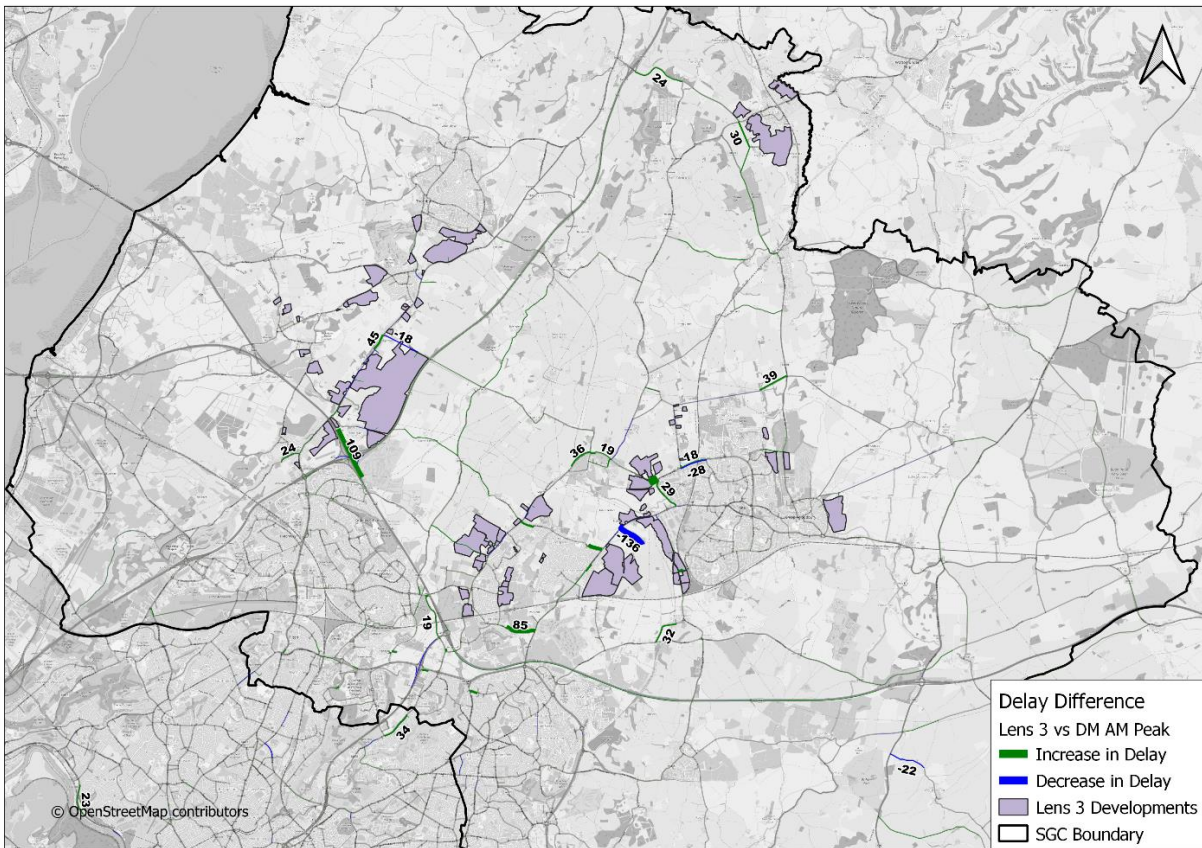 24
30
45
-18
39
24
109
36
19
-18
-28
29
-136
19
85
32
34
-22
23
© OpenStreetMap contributors
Delay Difference
Lens 3 vs DM AM Peak
Increase in Delay
Decrease in Delay
Lens 3 Developments
SGC Boundary